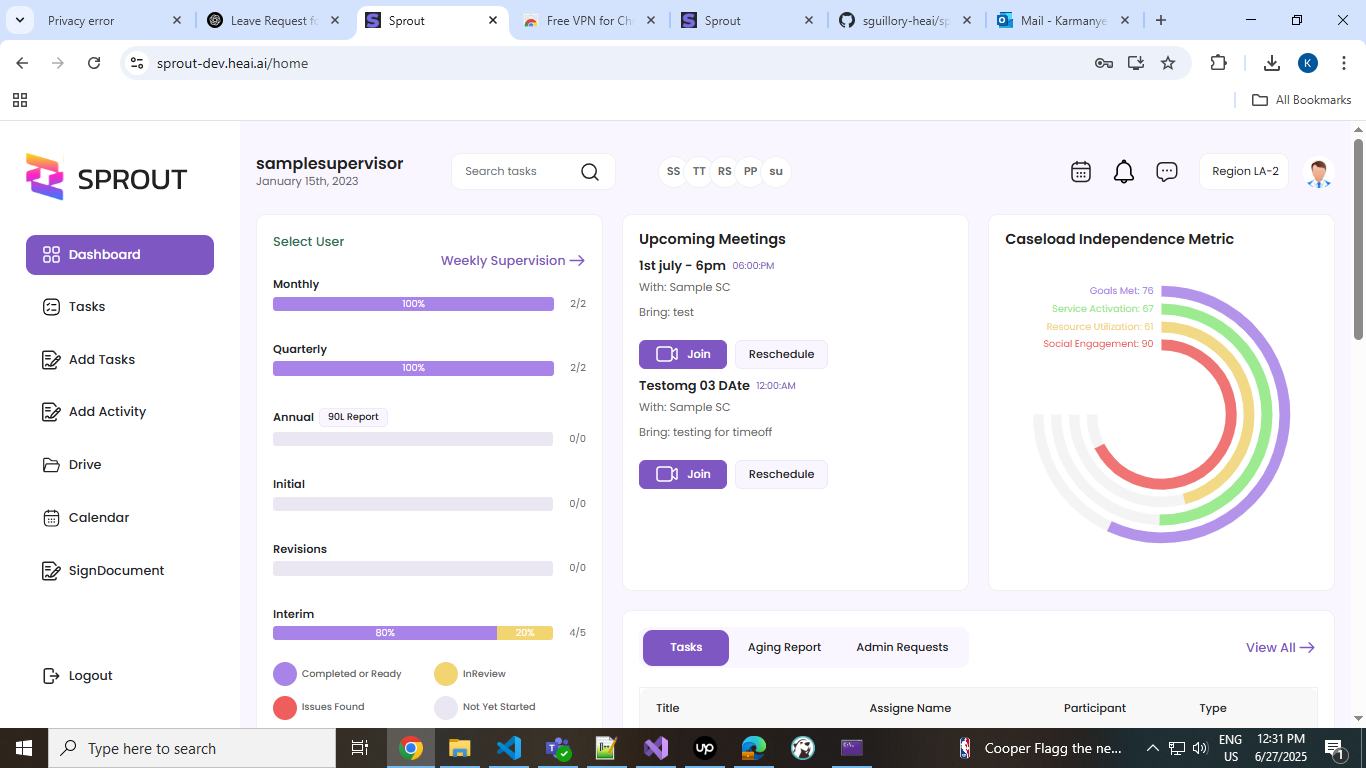 Privacy error
Leave Request fo
Sprout
Free VPN for Ch
Sprout
sguillory-heai/sp
Mail - Karmanye
sprout-dev.heai.ai/home
K
All Bookmarks
SPROUT
samplesupervisor
January 15th, 2023
Search tasks
SS
TT
RS
PP
su
Region LA-2
Dashboard
Tasks
Add Tasks
Add Activity
Drive
Calendar
SignDocument
Logout
Select User
Weekly Supervision
Monthly
100%
2/2
Quarterly
100%
2/2
Annual
90L Report
0/0
Initial
0/0
Revisions
0/0
Interim
80%
20%
4/5
Completed or Ready
InReview
Issues Found
Not Yet Started
Upcoming Meetings
1st july - 6pm 06:00:PM
With: Sample SC
Bring: test
Join
Reschedule
Testomg 03 DAte 12:00:AM
With: Sample SC
Bring: testing for timeoff
Join
Reschedule
Caseload Independence Metric
Goals Met: 76
Service Activation: 67
Resource Utilization: 61
Social Engagement: 90
Tasks
Aging Report
Admin Requests
View All
Title
Assigne Name
Participant
Type
Type here to search
up
Cooper Flagg the ne...
ENG
US
12:31 PM
6/27/2025
1